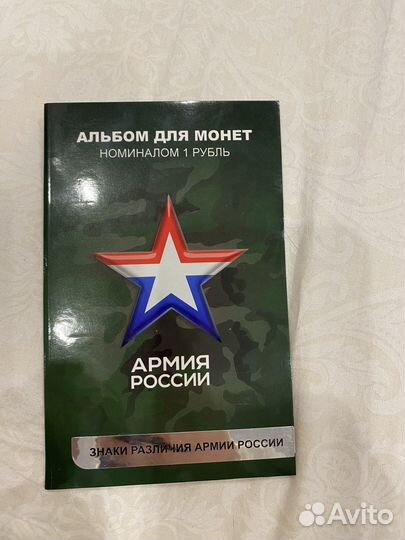 АЛЬБОМ ДЛЯ МОНЕТ
НОМИНАЛОМ 1 РУБЛЬ
АРМИЯ
РОССИИ
ЗНАКИ РАЗЛИЧИЯ АРМИИ РОССИИ
Avito